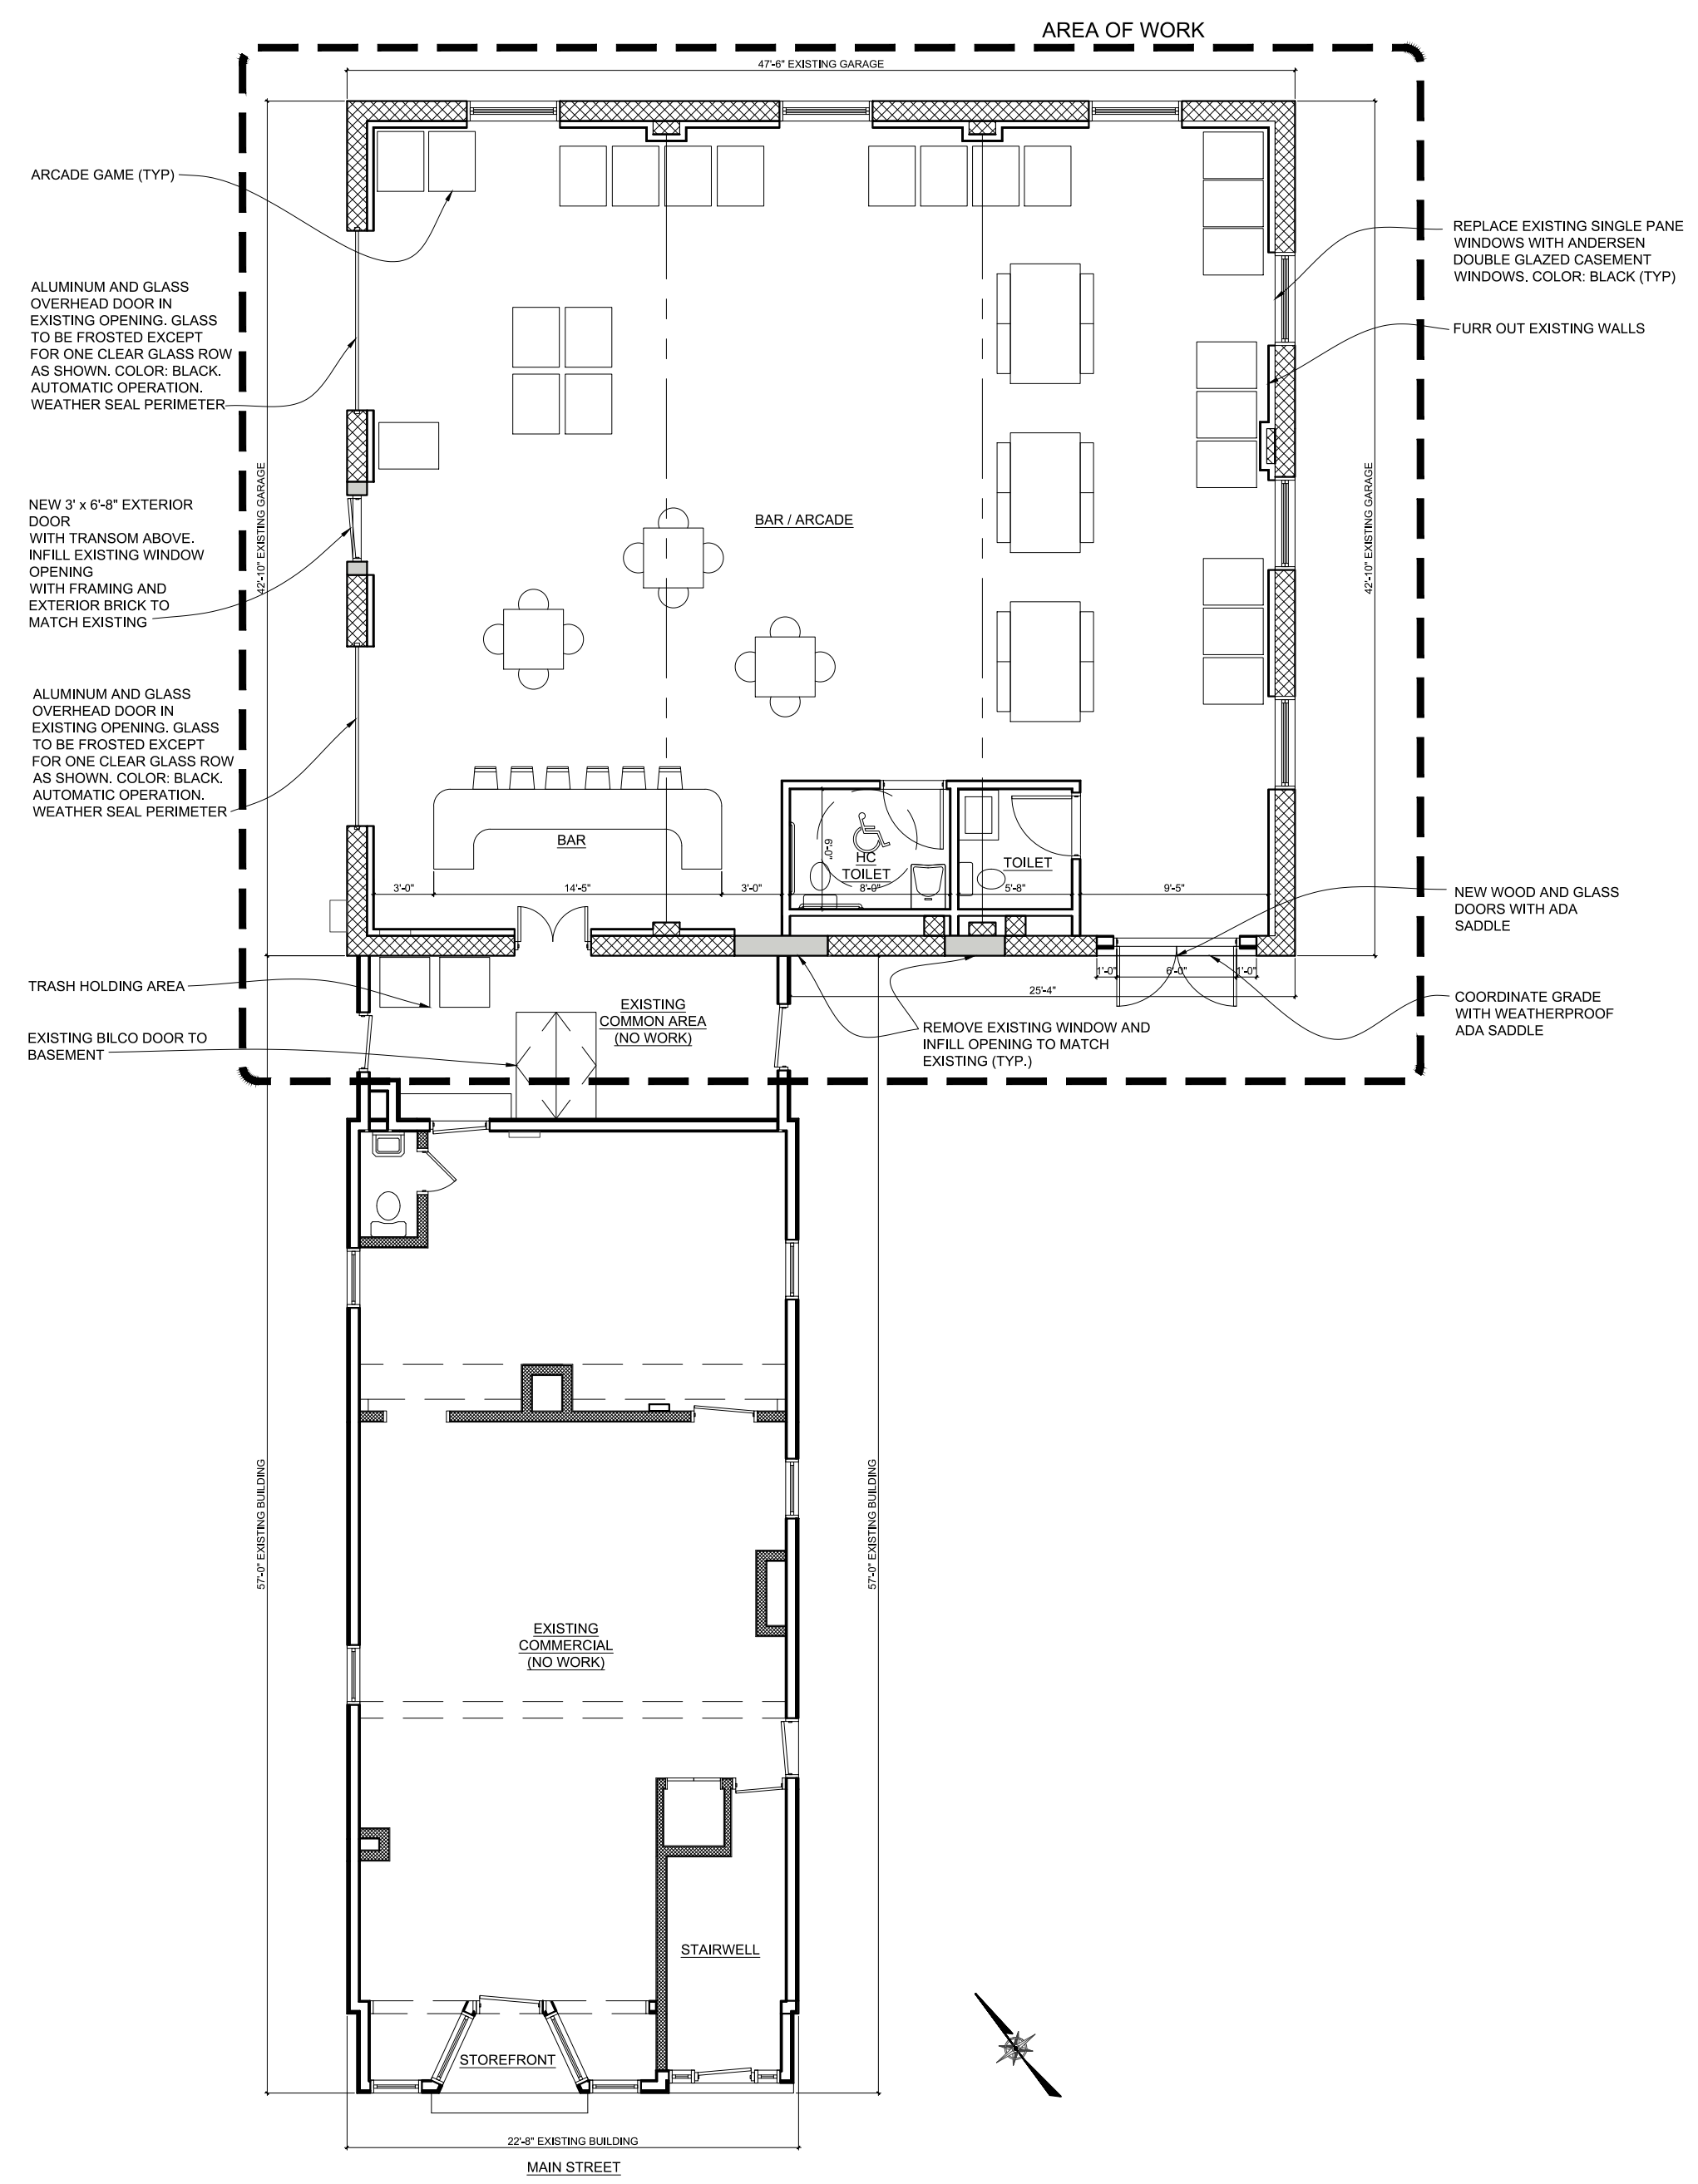 AREA OF WORK
47'-6" EXISTING GARAGE
ARCADE GAME (TYP)
ALUMINUM AND GLASS
OVERHEAD DOOR IN
EXISTING OPENING. GLASS
TO BE FROSTED EXCEPT
FOR ONE CLEAR GLASS ROW
AS SHOWN. COLOR: BLACK.
AUTOMATIC OPERATION.
WEATHER SEAL PERIMETER
NEW 3' x 6'-8" EXTERIOR
DOOR
WITH TRANSOM ABOVE.
INFILL EXISTING WINDOW
OPENING
WITH FRAMING AND
EXTERIOR BRICK TO
MATCH EXISTING
ALUMINUM AND GLASS
OVERHEAD DOOR IN
EXISTING OPENING. GLASS
TO BE FROSTED EXCEPT
FOR ONE CLEAR GLASS ROW
AS SHOWN. COLOR: BLACK.
AUTOMATIC OPERATION.
WEATHER SEAL PERIMETER
42'-10" EXISTING GARAGE
BAR / ARCADE
42'-10" EXISTING GARAGE
REPLACE EXISTING SINGLE PANE
WINDOWS WITH ANDERSEN
DOUBLE GLAZED CASEMENT
WINDOWS. COLOR: BLACK (TYP)
FURR OUT EXISTING WALLS
BAR
6'-0"
HC
TOILET
TOILET
3'-0"
14'-5"
3'-0"
8'-0"
5'-8"
9'-5"
NEW WOOD AND GLASS
DOORS WITH ADA
SADDLE
1'-0"
6'-0"
1'-0"
25'-4"
TRASH HOLDING AREA
EXISTING BILCO DOOR TO
BASEMENT
EXISTING
COMMON AREA
(NO WORK)
REMOVE EXISTING WINDOW AND
INFILL OPENING TO MATCH
EXISTING (TYP.)
COORDINATE GRADE
WITH WEATHERPROOF
ADA SADDLE
57'-0" EXISTING BUILDING
57'-0" EXISTING BUILDING
EXISTING
COMMERCIAL
(NO WORK)
STAIRWELL
STOREFRONT
22'-8" EXISTING BUILDING
MAIN STREET